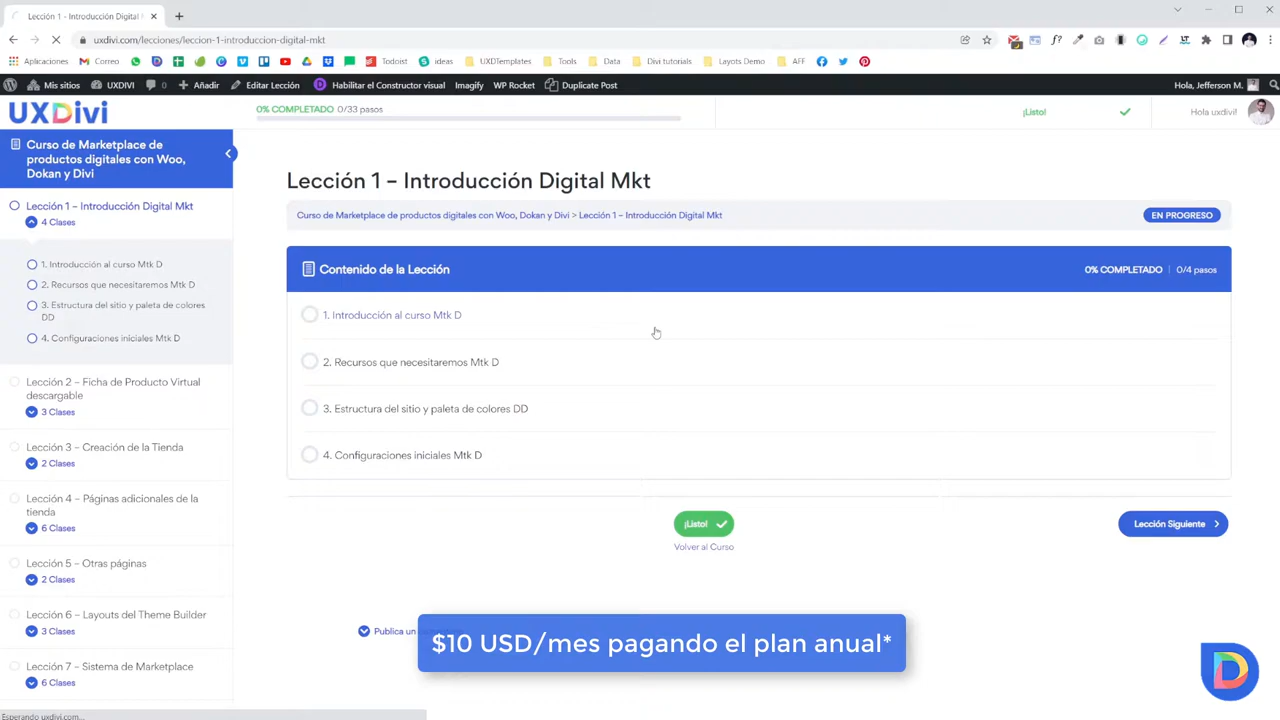 Lección 1 - Introducción Digital
uxdivi.com/lecciones/leccion-1-introduccion-digital-mkt
Aplicaciones Correo Todoist ideas UXDTemplates Tools Data Divi tutorials Layots Demo AFF
Mis sitios UXDIVI Añadir Editar Lección Habilitar el Constructor visual Imagify WP Rocket Duplicate Post Hola, Jefferson M.
UXDivi
0% COMPLETADO 0/33 pasos
¡Listo!
Hola uxdivi!
Curso de Marketplace de
productos digitales con Woo,
Dokan y Divi
Lección 1 – Introducción Digital Mkt
4 Clases
1. Introducción al curso Mtk D
2. Recursos que necesitaremos Mtk D
3. Estructura del sitio y paleta de colores
DD
4. Configuraciones iniciales Mtk D
Lección 2 – Ficha de Producto Virtual
descargable
3 Clases
Lección 3 – Creación de la Tienda
2 Clases
Lección 4 – Páginas adicionales de la
tienda
6 Clases
Lección 5 – Otras páginas
2 Clases
Lección 6 – Layouts del Theme Builder
3 Clases
Lección 7 – Sistema de Marketplace
6 Clases
Lección 1 – Introducción Digital Mkt
Curso de Marketplace de productos digitales con Woo, Dokan y Divi > Lección 1 – Introducción Digital Mkt
EN PROGRESO
Contenido de la Lección
0% COMPLETADO | 0/4 pasos
1. Introducción al curso Mtk D
2. Recursos que necesitaremos Mtk D
3. Estructura del sitio y paleta de colores DD
4. Configuraciones iniciales Mtk D
¡Listo!
Volver al Curso
Lección Siguiente
Publica un
$10 USD/mes pagando el plan anual*
Esperando uxdivi.com...